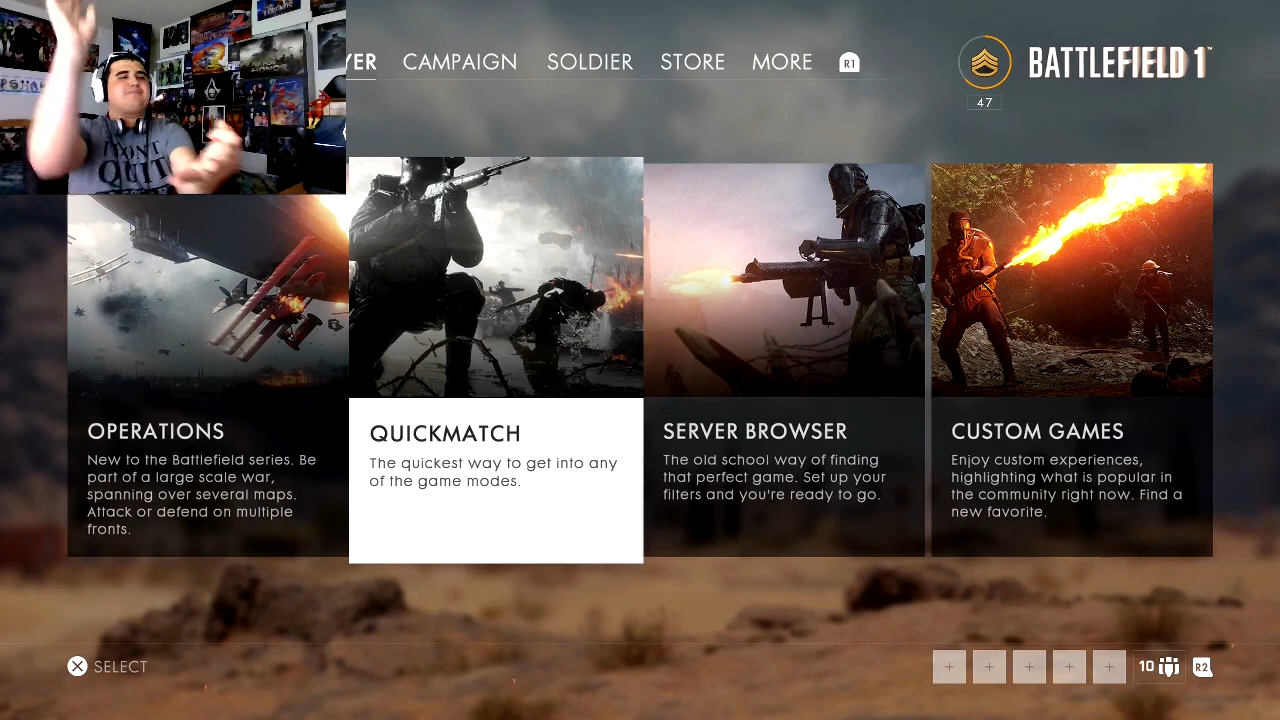 YER CAMPAIGN SOLDIER STORE MORE R1
BATTLEFIELD 1™
47
I DON'T
QUIT
OPERATIONS
New to the Battlefield series. Be
part of a large scale war,
spanning over several maps.
Attack or defend on multiple
fronts.
QUICKMATCH
The quickest way to get into any
of the game modes.
SERVER BROWSER
The old school way of finding
that perfect game. Set up your
filters and you're ready to go.
CUSTOM GAMES
Enjoy custom experiences,
highlighting what is popular in
the community right now. Find a
new favorite.
SELECT
10 R2